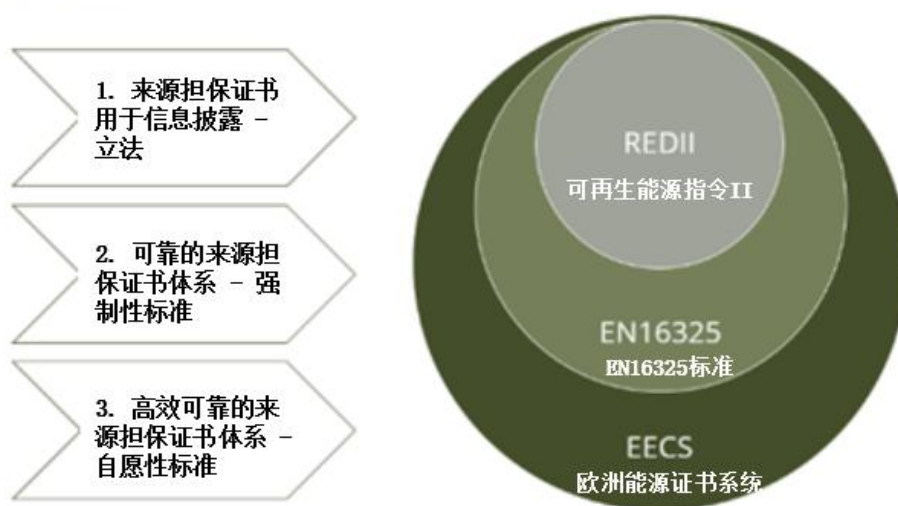 1. 来源担保证书
用于信息披露 –
立法
2. 可靠的来源担
保证书体系 – 强
制性标准
3. 高效可靠的来
源担保证书体系 –
自愿性标准
REDII
可再生能源指令II
EN16325
EN16325标准
EECS
欧洲能源证书系统